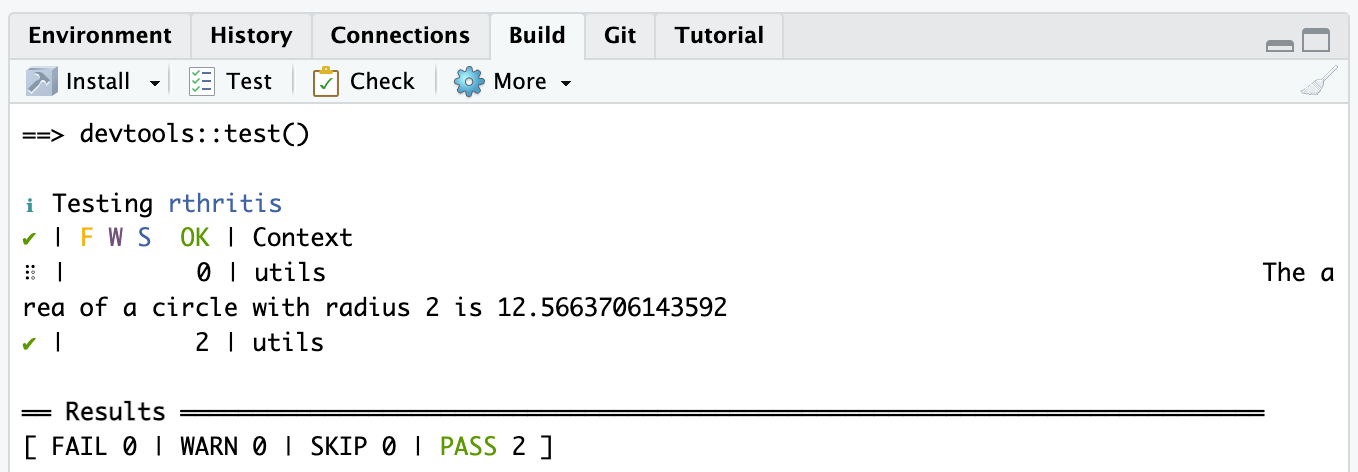 Environment History Connections Build Git Tutorial
Install Test Check More
==> devtools::test()
ℹ Testing rthritis
✔ | F W S  OK | Context
⠿ |         0 | utils The a
rea of a circle with radius 2 is 12.5663706143592
✔ |         2 | utils
══ Results ═══════════════════════════════════════════════════════════════════════════
[ FAIL 0 | WARN 0 | SKIP 0 | PASS 2 ]